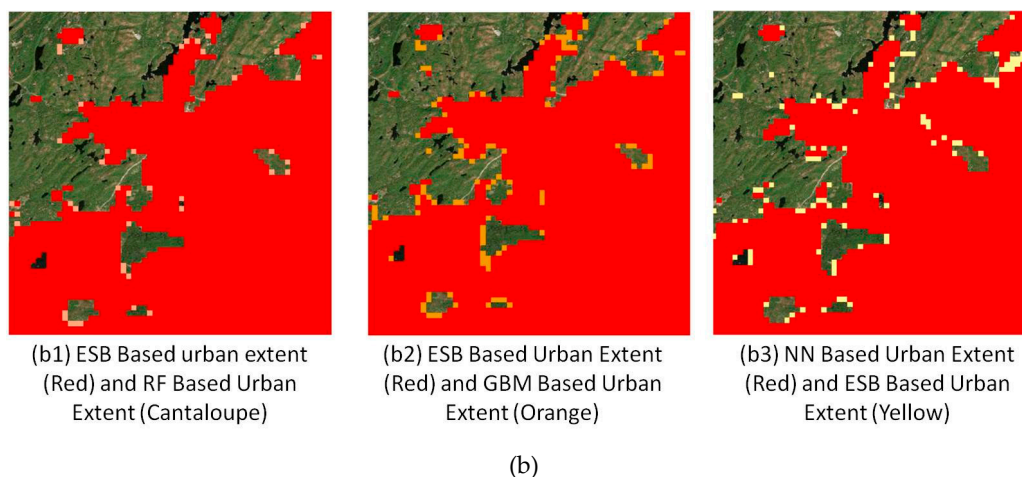 (b1) ESB Based urban extent
(Red) and RF Based Urban
Extent (Cantaloupe)
(b2) ESB Based Urban Extent
(Red) and GBM Based Urban
Extent (Orange)
(b3) NN Based Urban Extent
(Red) and ESB Based Urban
Extent (Yellow)
(b)